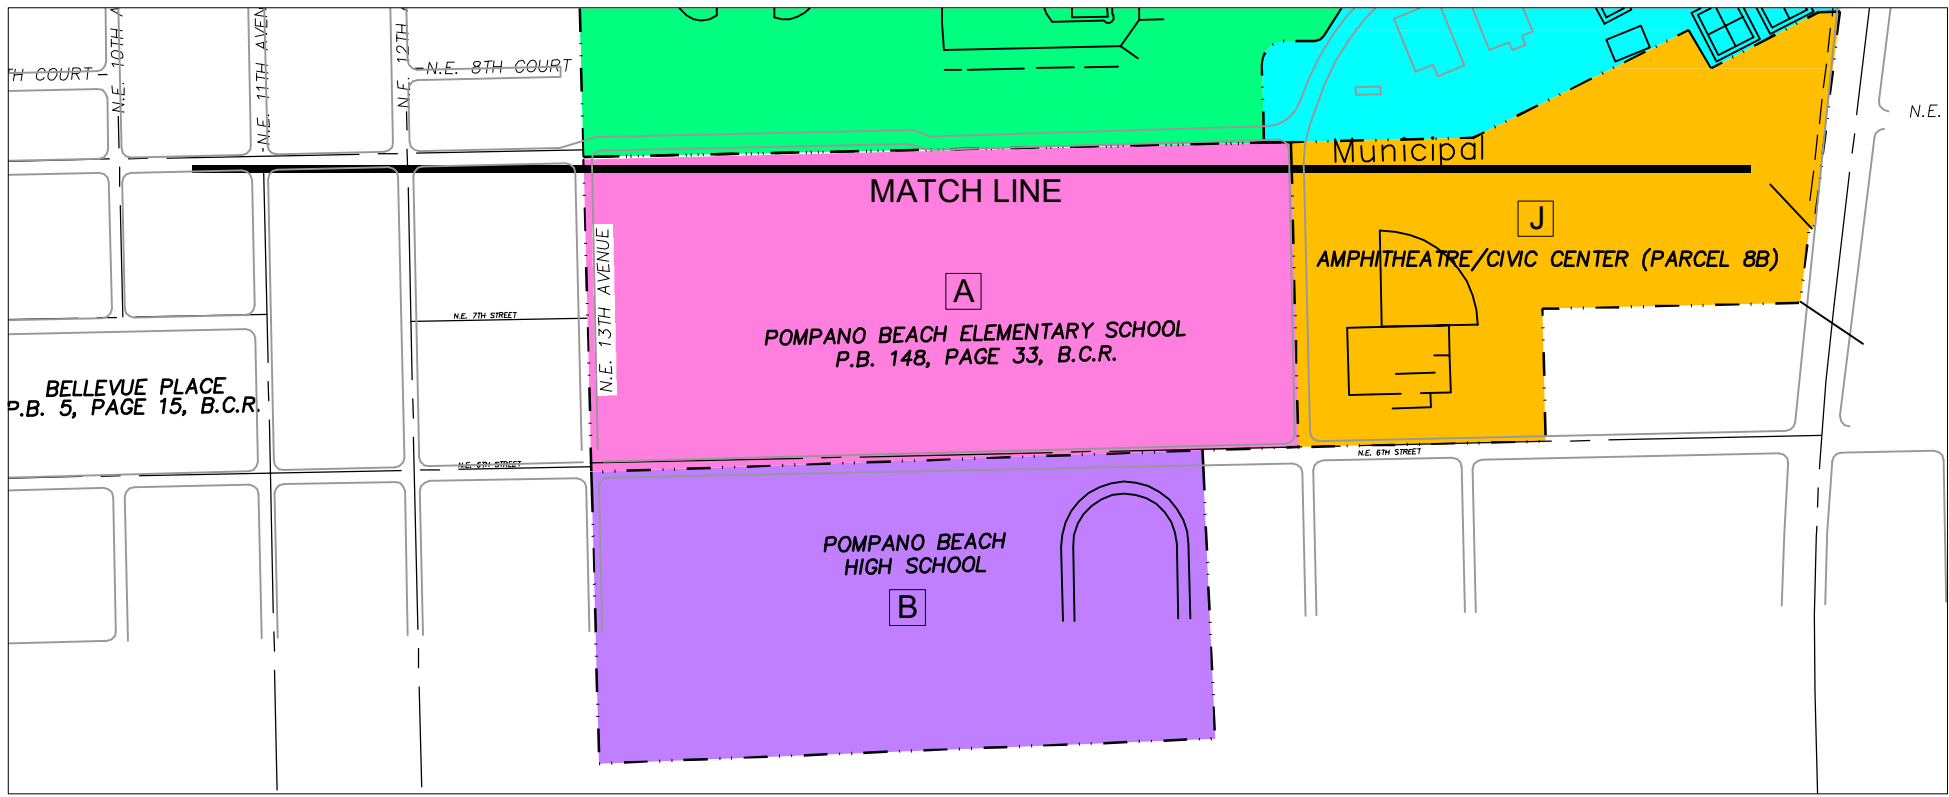 N.E. 10TH A
N.E. 11TH AVEN
N.E. 12TH A
TH COURT
N.E. 8TH COURT
N.E.
Municipal
MATCH LINE
J
AMPHITHEATRE/CIVIC CENTER (PARCEL 8B)
N.E. 13TH AVENUE
A
POMPANO BEACH ELEMENTARY SCHOOL
P.B. 148, PAGE 33, B.C.R.
N.E. 7TH STREET
BELLEVUE PLACE
P.B. 5, PAGE 15, B.C.R.
N.E. 6TH STREET
N.E. 6TH STREET
POMPANO BEACH
HIGH SCHOOL
B